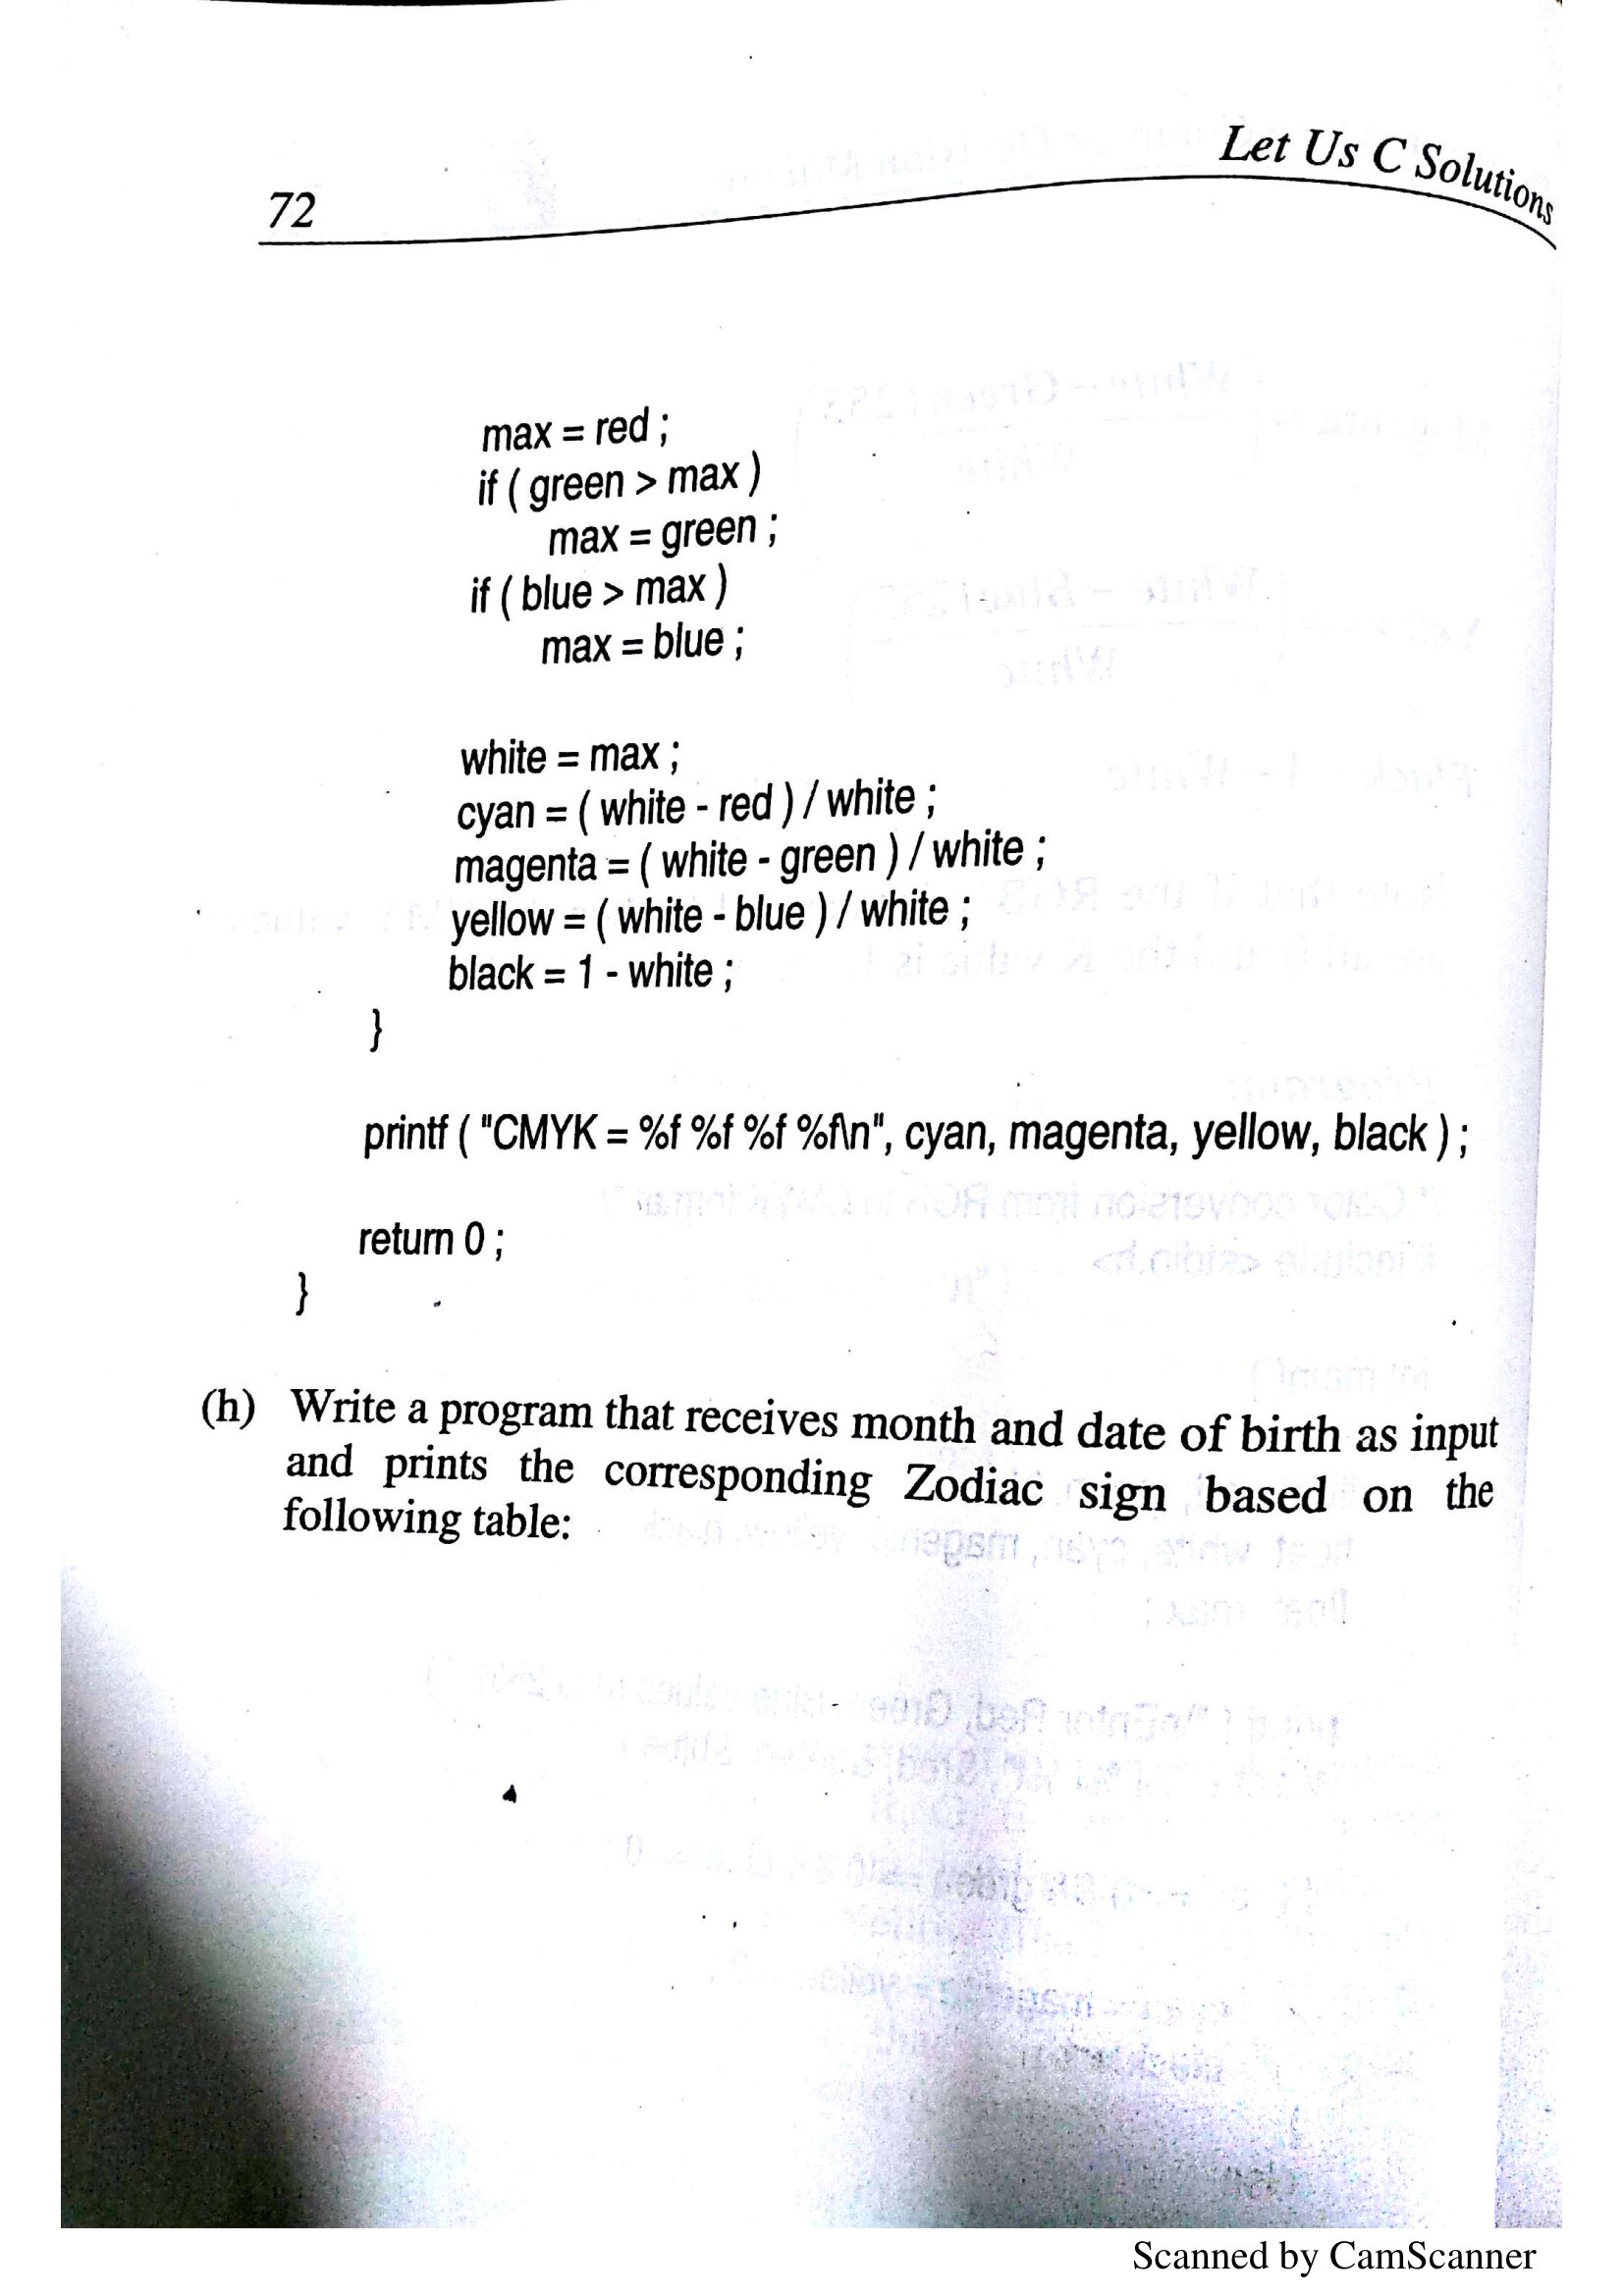 Let Us C Solutions
72
max = red ;
if ( green > max )
max = green ;
if ( blue > max )
max = blue ;
white = max ;
cyan = ( white - red ) / white ;
magenta = ( white - green ) / white ;
yellow = ( white - blue ) / white ;
black = 1 - white ;
}
printf ( "CMYK = %f %f %f %f\n", cyan, magenta, yellow, black ) ;
return 0 ;
}
(h) Write a program that receives month and date of birth as input
and prints the corresponding Zodiac sign based on the
following table:
Scanned by CamScanner